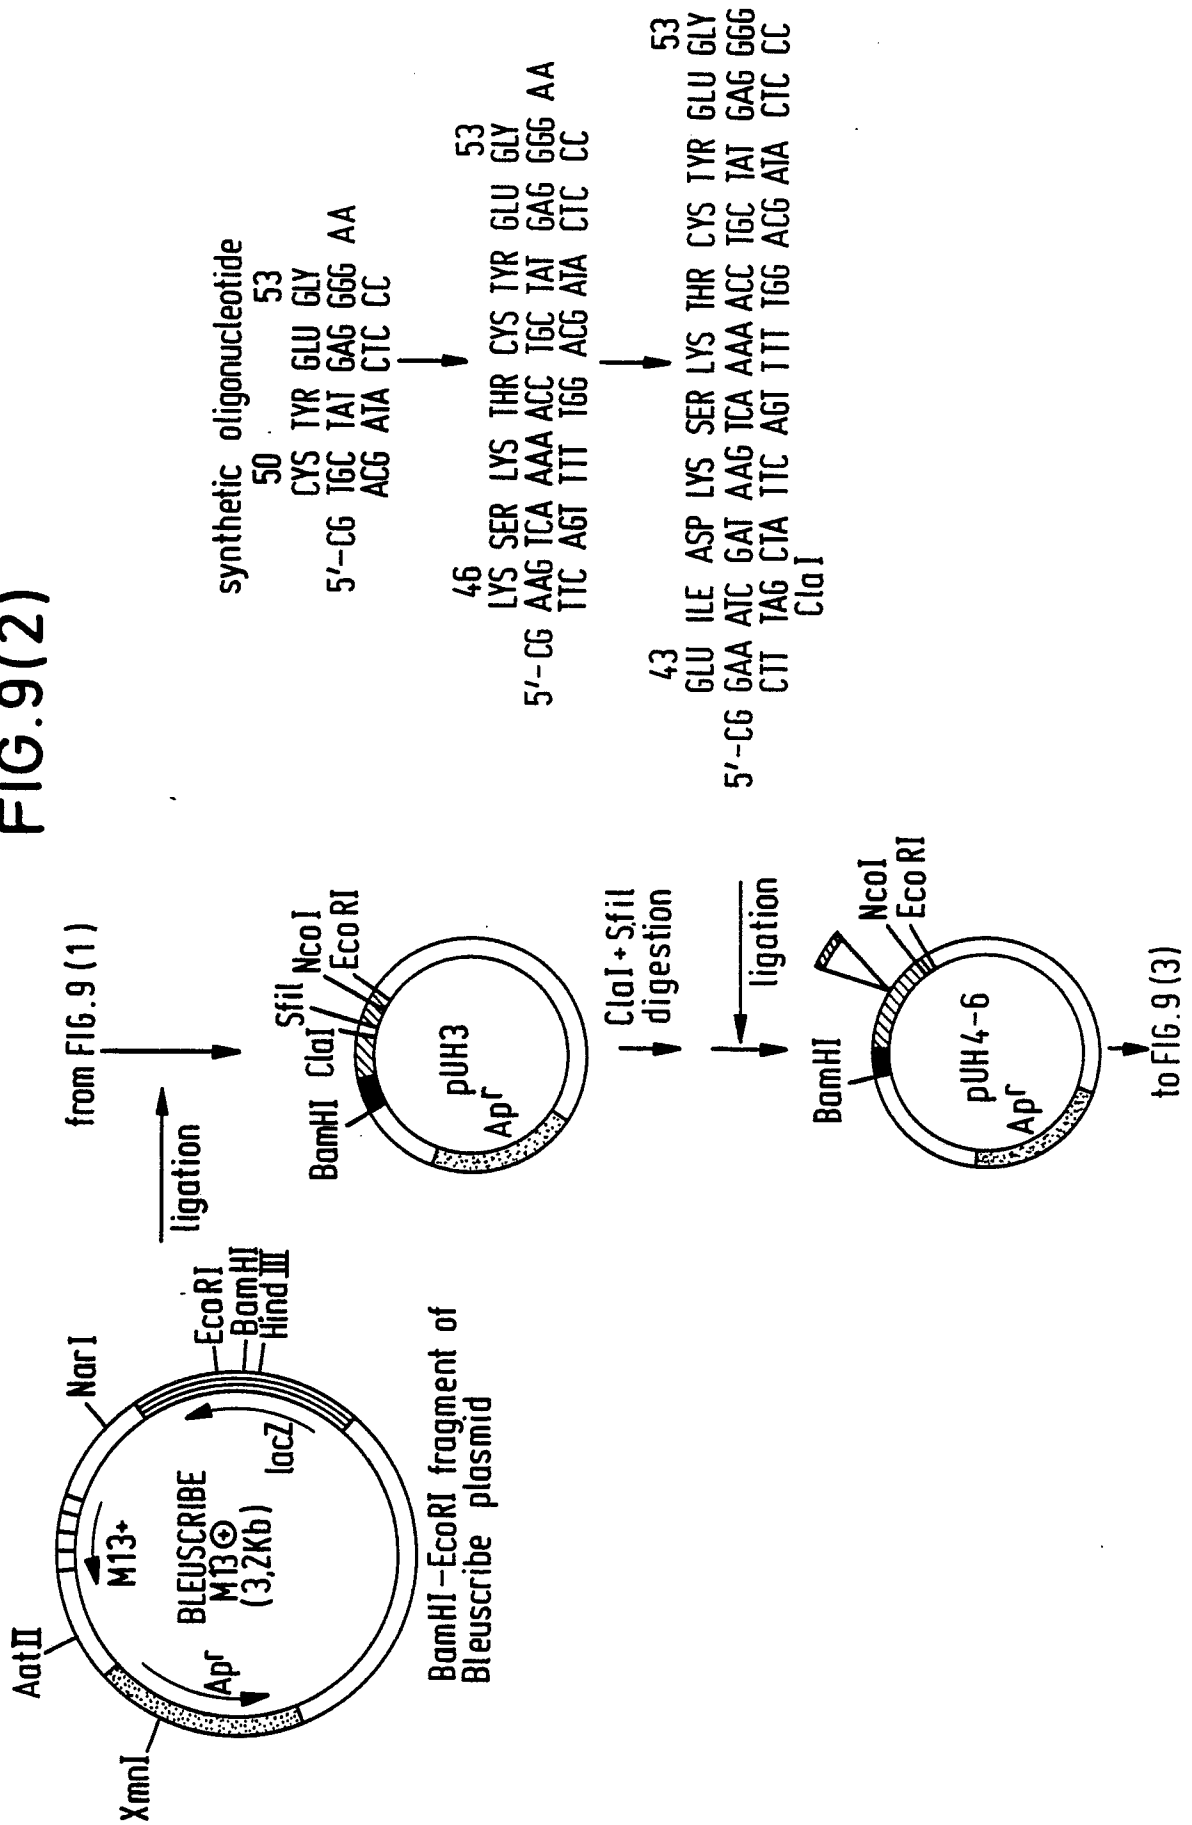 FIG.9(2)
AatII
XmnI
NarI
M13+
Apr
BLEUSCRIBE
M13⊕
(3,2Kb)
lacZ
EcoRI
BamHI
HindIII
BamHI-EcoRI fragment of
Bleuscribe plasmid
ligation
from FIG.9(1)
BamHI
ClaI
SfiI
NcoI
EcoRI
pUH3
Apr
ClaI+SfiI
digestion
ligation
BamHI
NcoI
EcoRI
pUH4-6
Apr
to FIG.9(3)
synthetic oligonucleotide
50 53
CYS TYR GLU GLY
5'-CG TGC TAT GAG GGG AA
ACG ATA CTC CC
46 53
LYS SER LYS THR CYS TYR GLU GLY
5'-CG AAG TCA AAA ACC TGC TAT GAG GGG AA
TTC AGT TTT TGG ACG ATA CTC CC
43 53
GLU ILE ASP LYS SER LYS THR CYS TYR GLU GLY
5'-CG GAA ATC GAT AAG TCA AAA ACC TGC TAT GAG GGG
CTT TAG CTA TTC AGT TTT TGG ACG ATA CTC CC
ClaI